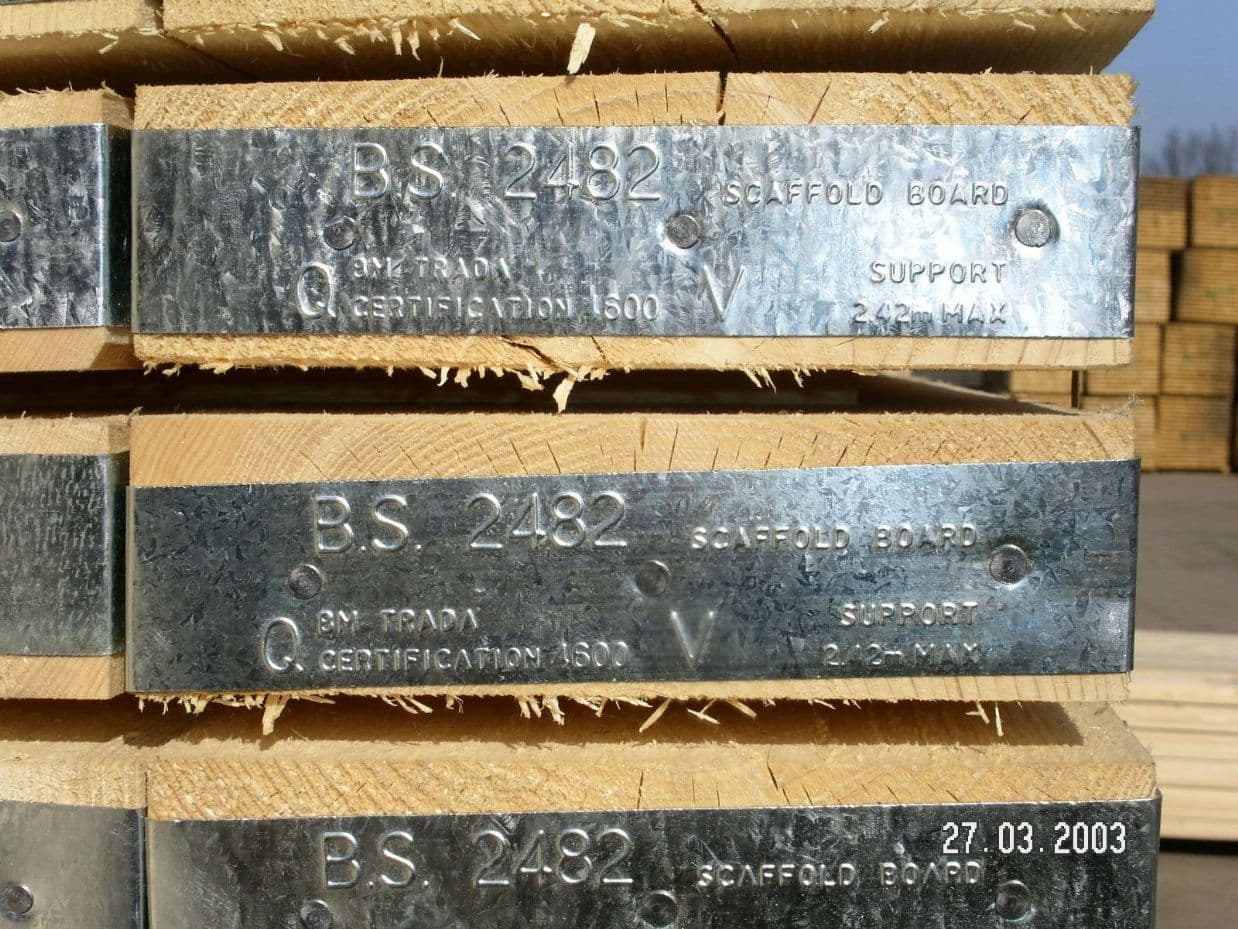 B.S. 2482 SCAFFOLD BOARD
SUPPORT
Q BM TRADA
CERTIFICATION 1600 V 2.42m MAX
B.S. 2482 SCAFFOLD BOARD
SUPPORT
Q BM TRADA
CERTIFICATION 1600 V 2.42m MAX
27.03.2003
B.S. 2482 SCAFFOLD BOARD